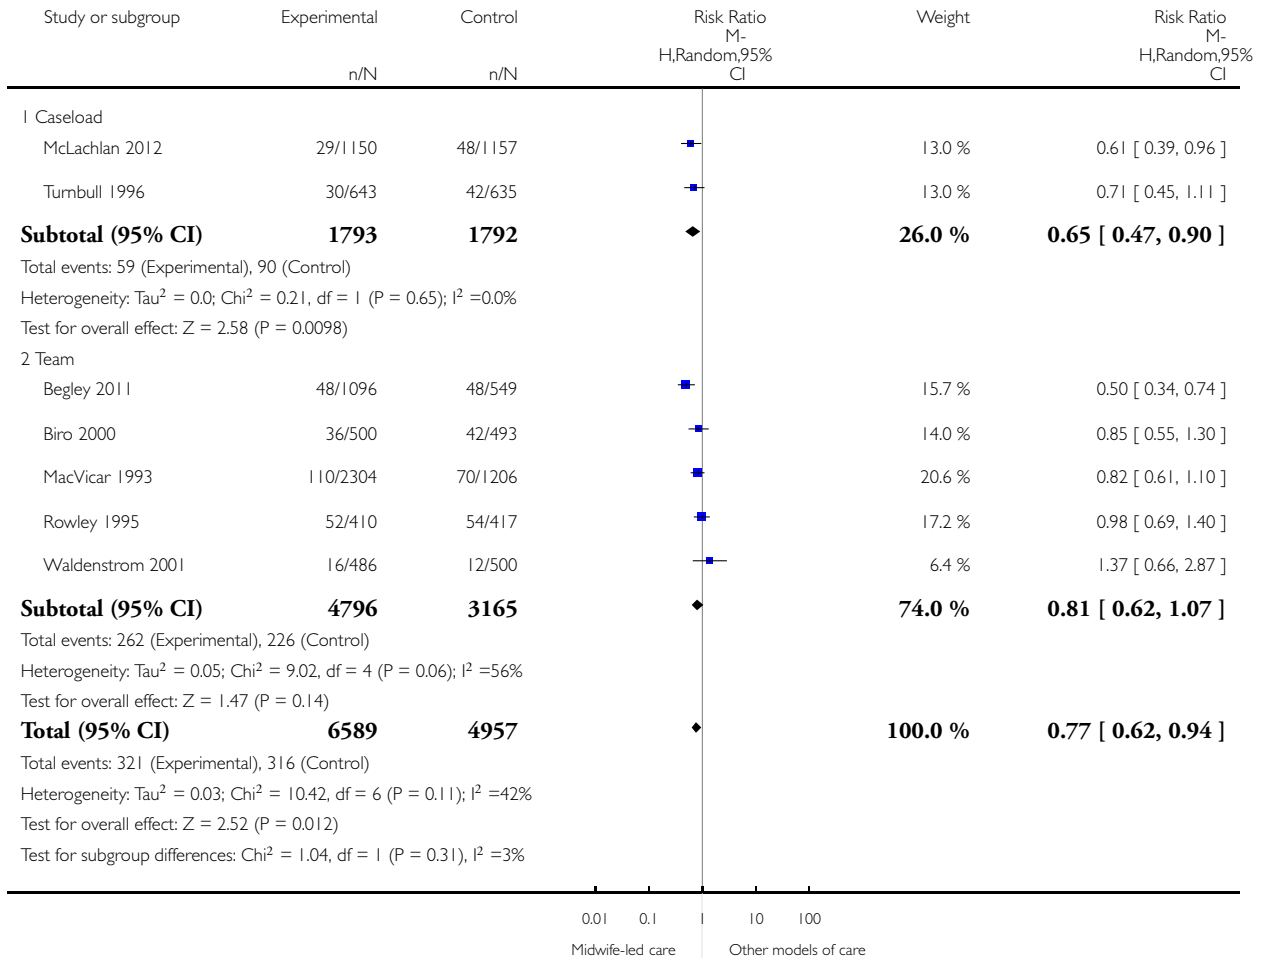 Study or subgroup Experimental Control Risk Ratio Weight Risk Ratio
M- M-
H,Random,95% H,Random,95%
n/N n/N CI CI
1 Caseload
McLachlan 2012 29/1150 48/1157 13.0 % 0.61 [ 0.39, 0.96 ]
Turnbull 1996 30/643 42/635 13.0 % 0.71 [ 0.45, 1.11 ]
Subtotal (95% CI) 1793 1792 26.0 % 0.65 [ 0.47, 0.90 ]
Total events: 59 (Experimental), 90 (Control)
Heterogeneity: Tau² = 0.0; Chi² = 0.21, df = 1 (P = 0.65); I² =0.0%
Test for overall effect: Z = 2.58 (P = 0.0098)
2 Team
Begley 2011 48/1096 48/549 15.7 % 0.50 [ 0.34, 0.74 ]
Biro 2000 36/500 42/493 14.0 % 0.85 [ 0.55, 1.30 ]
MacVicar 1993 110/2304 70/1206 20.6 % 0.82 [ 0.61, 1.10 ]
Rowley 1995 52/410 54/417 17.2 % 0.98 [ 0.69, 1.40 ]
Waldenstrom 2001 16/486 12/500 6.4 % 1.37 [ 0.66, 2.87 ]
Subtotal (95% CI) 4796 3165 74.0 % 0.81 [ 0.62, 1.07 ]
Total events: 262 (Experimental), 226 (Control)
Heterogeneity: Tau² = 0.05; Chi² = 9.02, df = 4 (P = 0.06); I² =56%
Test for overall effect: Z = 1.47 (P = 0.14)
Total (95% CI) 6589 4957 100.0 % 0.77 [ 0.62, 0.94 ]
Total events: 321 (Experimental), 316 (Control)
Heterogeneity: Tau² = 0.03; Chi² = 10.42, df = 6 (P = 0.11); I² =42%
Test for overall effect: Z = 2.52 (P = 0.012)
Test for subgroup differences: Chi² = 1.04, df = 1 (P = 0.31), I² =3%
0.01 0.1 1 10 100
Midwife-led care Other models of care